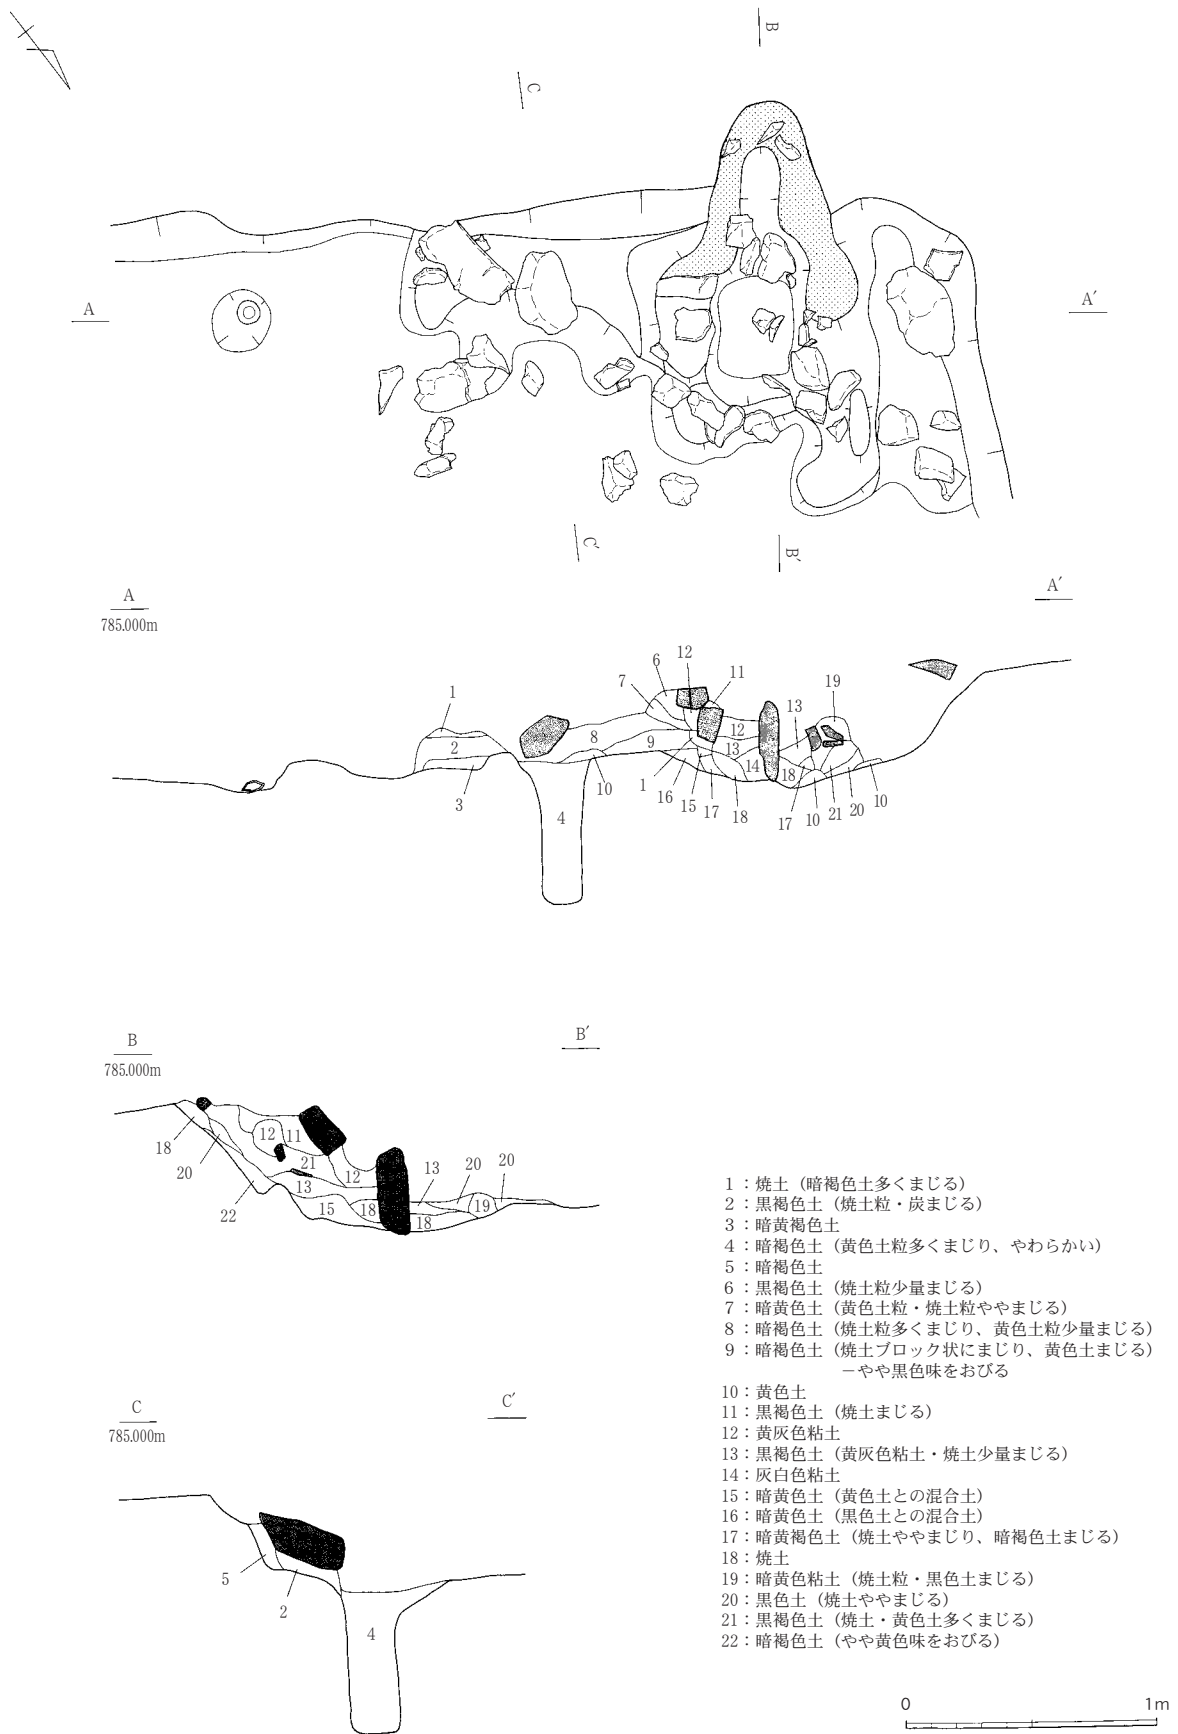 B
C
A
A′
C′
B′
A
785.000m
A′
1
2
3
4
6
7
12
11
8
9
10
1
16
15
17
18
12
13
14
13
19
18
17
10
21
20
10
B
785.000m
B′
18
20
22
12
11
21
12
13
15
18
18
13
20
19
20
C
785.000m
C′
5
2
4
1：焼土（暗褐色土多くまじる）
2：黒褐色土（焼土粒・炭まじる）
3：暗黄褐色土
4：暗褐色土（黄色土粒多くまじり、やわらかい）
5：暗褐色土
6：黒褐色土（焼土粒少量まじる）
7：暗黄色土（黄色土粒・焼土粒ややまじる）
8：暗褐色土（焼土粒多くまじり、黄色土粒少量まじる）
9：暗褐色土（焼土ブロック状にまじり、黄色土まじる）
－やや黒色味をおびる
10：黄色土
11：黒褐色土（焼土まじる）
12：黄灰色粘土
13：黒褐色土（黄灰色粘土・焼土少量まじる）
14：灰白色粘土
15：暗黄色土（黄色土との混合土）
16：暗黄色土（黒色土との混合土）
17：暗黄褐色土（焼土ややまじり、暗褐色土まじる）
18：焼土
19：暗黄色粘土（焼土粒・黒色土まじる）
20：黒色土（焼土ややまじる）
21：黒褐色土（焼土・黄色土多くまじる）
22：暗褐色土（やや黄色味をおびる）
0 1m